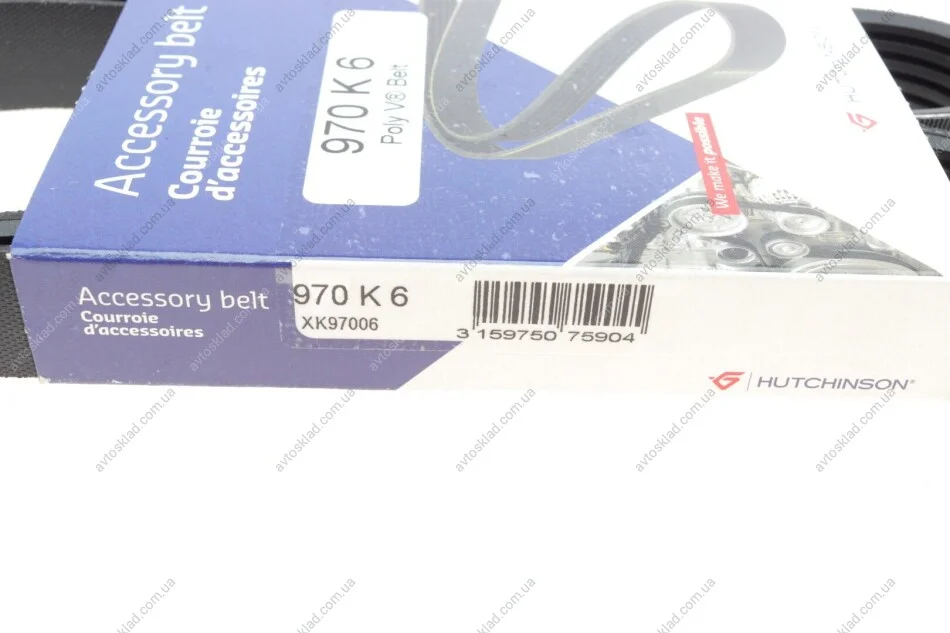 Accessory belt
Courroie
d'accessoires
970 K 6
Poly V® Belt
We make it possible
Accessory belt
Courroie
d'accessoires
970 K 6
XK97006
3 159750 75904
HUTCHINSON®
avtosklad.com.ua